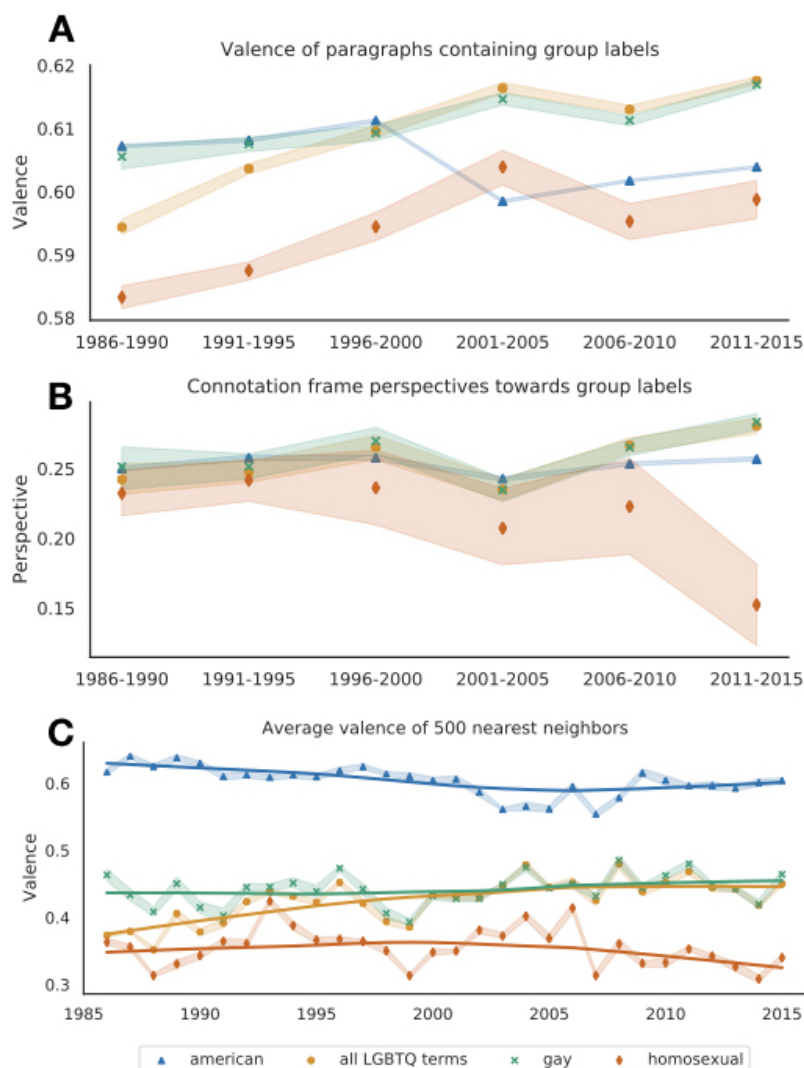 A
Valence of paragraphs containing group labels
0.62
0.61
0.60
0.59
0.58
Valence
1986-1990 1991-1995 1996-2000 2001-2005 2006-2010 2011-2015
B
Connotation frame perspectives towards group labels
0.25
0.20
0.15
Perspective
1986-1990 1991-1995 1996-2000 2001-2005 2006-2010 2011-2015
C
Average valence of 500 nearest neighbors
0.6
0.5
0.4
0.3
Valence
1985 1990 1995 2000 2005 2010 2015
american all LGBTQ terms gay homosexual